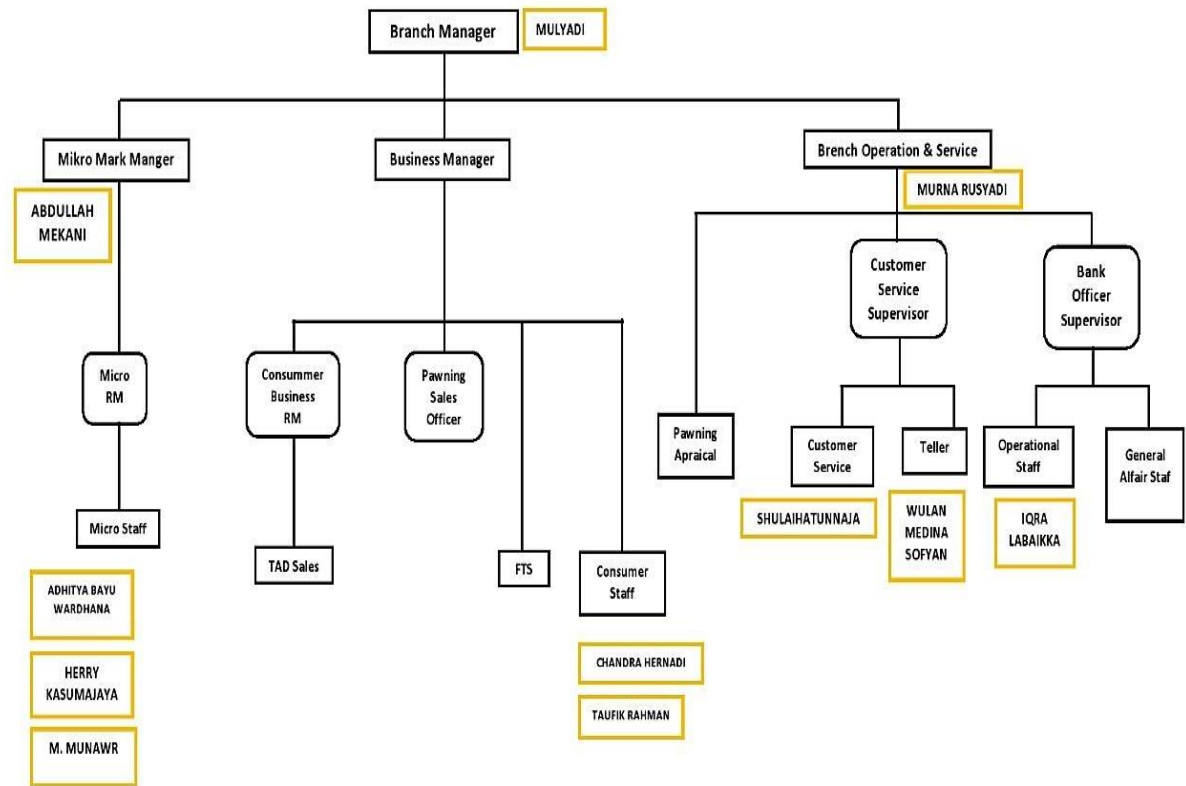 Branch Manager
MULYADI
Mikro Mark Manger
Business Manager
Brench Operation & Service
ABDULLAH
MEKANI
MURNA RUSYADI
Customer
Service
Supervisor
Bank
Officer
Supervisor
Micro
RM
Consummer
Business
RM
Pawning
Sales
Officer
Pawning
Apraical
Customer
Service
Teller
Operational
Staff
General
Alfair Staf
SHULAIHATUNNAJA
WULAN
MEDINA
SOFYAN
IQRA
LABAIKKA
Micro Staff
TAD Sales
FTS
Consumer
Staff
ADHITYA BAYU
WARDHANA
HERRY
KASUMAJAYA
M. MUNAWR
CHANDRA HERNADI
TAUFIK RAHMAN